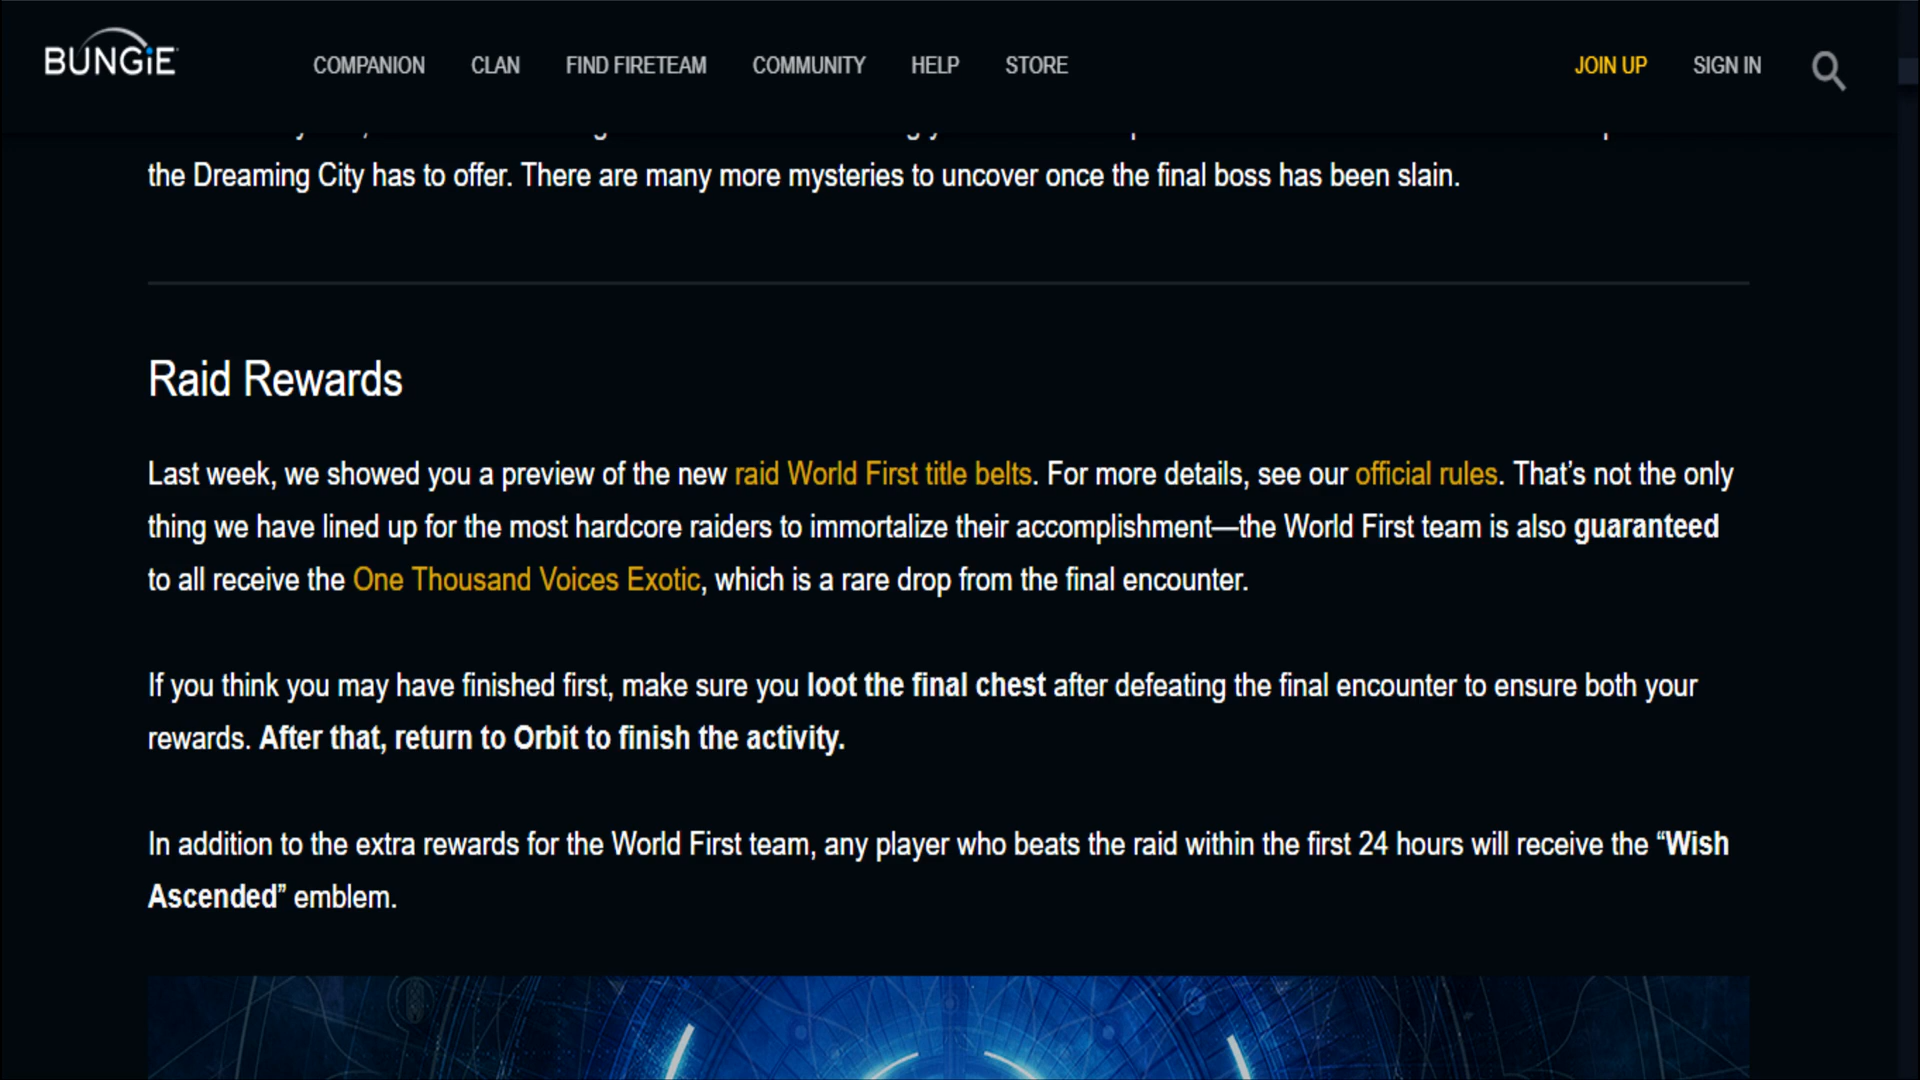 BUNGiE
COMPANION CLAN FIND FIRETEAM COMMUNITY HELP STORE JOIN UP SIGN IN
the Dreaming City has to offer. There are many more mysteries to uncover once the final boss has been slain.
Raid Rewards
Last week, we showed you a preview of the new raid World First title belts. For more details, see our official rules. That’s not the only
thing we have lined up for the most hardcore raiders to immortalize their accomplishment—the World First team is also guaranteed
to all receive the One Thousand Voices Exotic, which is a rare drop from the final encounter.
If you think you may have finished first, make sure you loot the final chest after defeating the final encounter to ensure both your
rewards. After that, return to Orbit to finish the activity.
In addition to the extra rewards for the World First team, any player who beats the raid within the first 24 hours will receive the “Wish
Ascended” emblem.